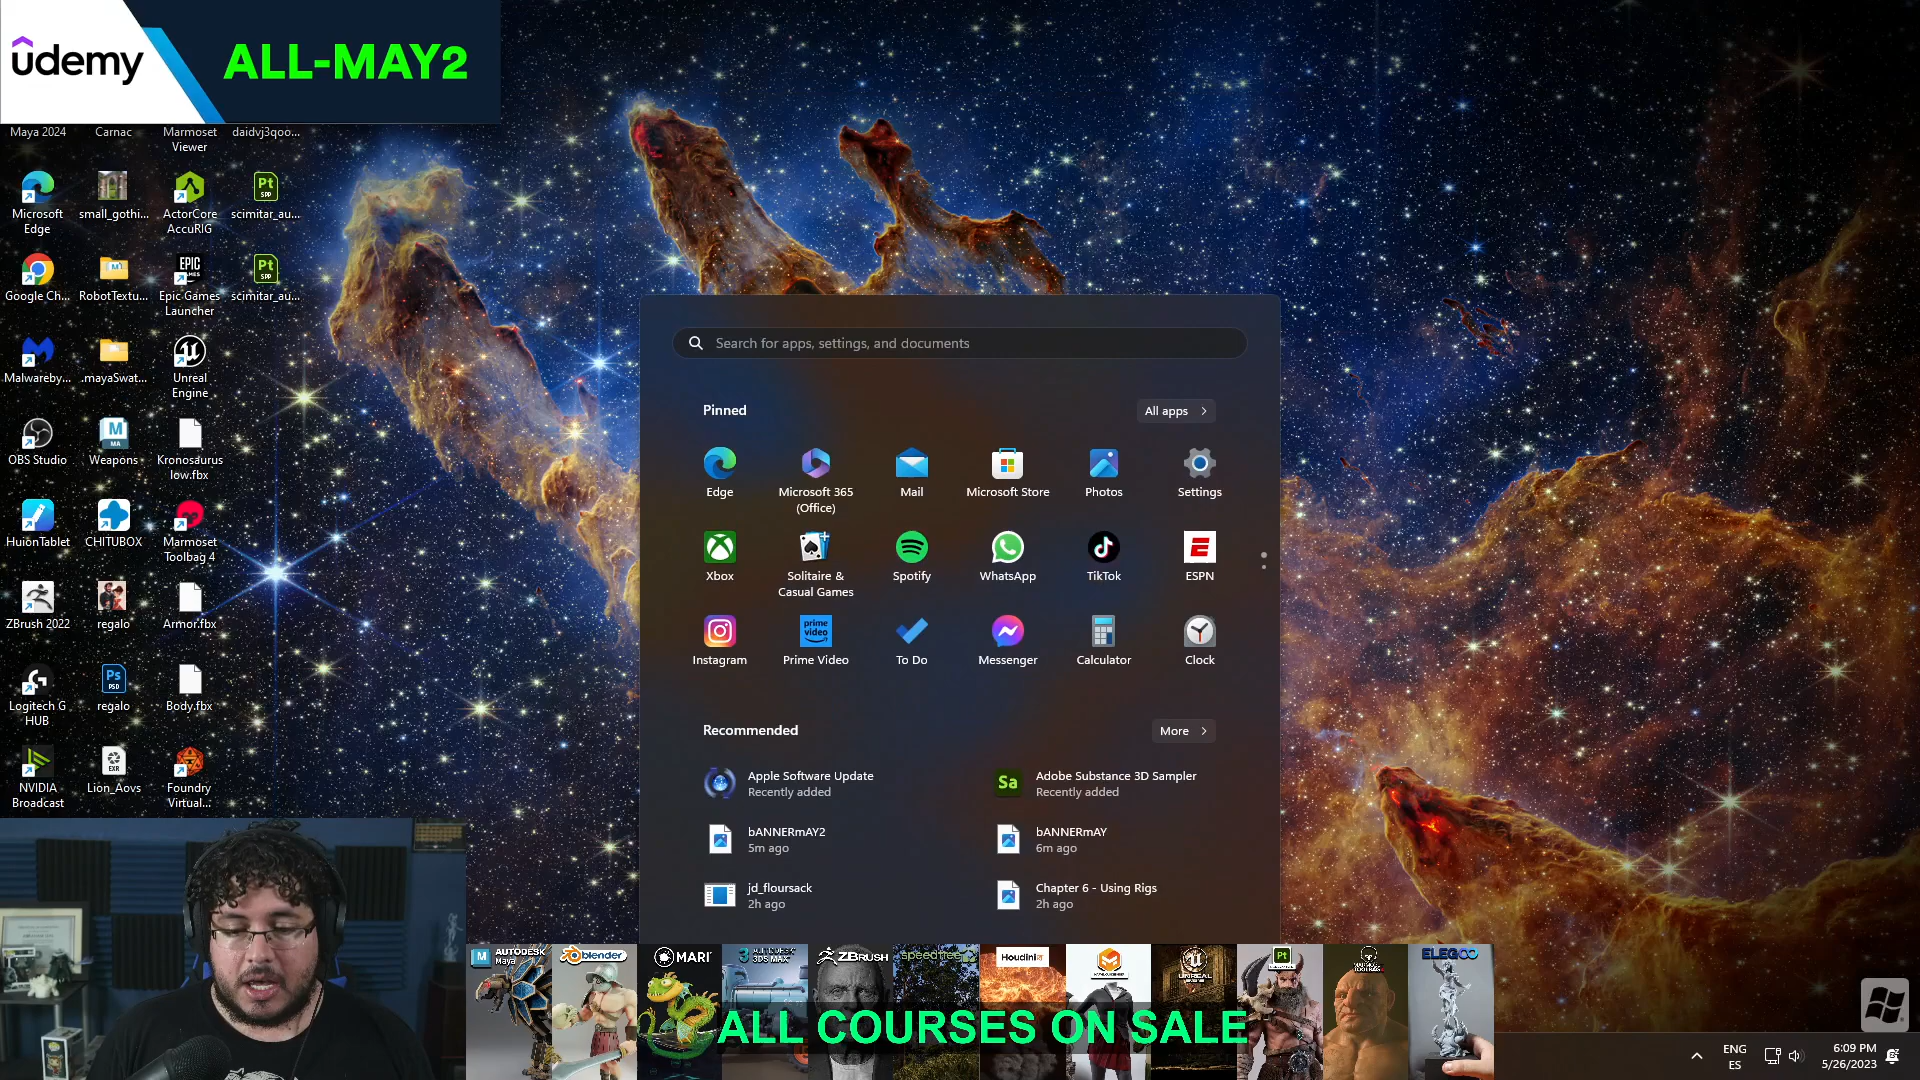 udemy
ALL-MAY2
Maya 2024
Carnac
Marmoset
Viewer
daidvj3qoo...
Microsoft
Edge
small_gothi...
ActorCore
AccuRIG
scimitar_au...
Google Ch...
RobotTextu...
Epic Games
Launcher
scimitar_au...
Malwareby...
.mayaSwat...
Unreal
Engine
OBS Studio
Weapons
Kronosaurus
low.fbx
HuionTablet
CHITUBOX
Marmoset
Toolbag 4
ZBrush 2022
regalo
Armor.fbx
Logitech G
HUB
regalo
Body.fbx
NVIDIA
Broadcast
Lion_Aovs
Foundry
Virtual...
Search for apps, settings, and documents
Pinned
All apps
Edge
Microsoft 365
(Office)
Mail
Microsoft Store
Photos
Settings
Xbox
Solitaire &
Casual Games
Spotify
WhatsApp
TikTok
ESPN
Instagram
Prime Video
To Do
Messenger
Calculator
Clock
Recommended
More
Apple Software Update
Recently added
Adobe Substance 3D Sampler
Recently added
bANNERmAY2
5m ago
bANNERmAY
6m ago
jd_floursack
2h ago
Chapter 6 - Using Rigs
2h ago
AUTODESK
Maya
blender
MARI
AUTODESK
3DS MAX
ZBRUSH
speedtree
Houdini
UNREAL
Pt
ELEGOO
ALL COURSES ON SALE
ENG
ES
6:09 PM
5/26/2023